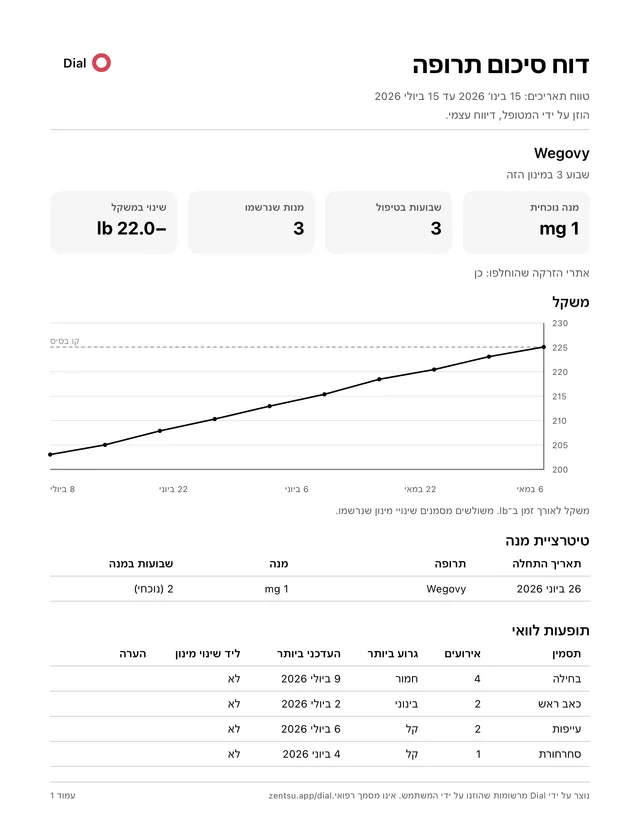 דוח סיכום תרופה
Dial
טווח תאריכים: 15 בינו׳ 2026 עד 15 ביולי 2026
הוזן על ידי המטופל, דיווח עצמי.
Wegovy
שבוע 3 במינון הזה
מנה נוכחית
1 mg
שבועות בטיפול
3
מנות שנרשמו
3
שינוי במשקל
−22.0 lb
אתרי הזרקה שהוחלפו: כן
משקל
230
225
220
215
210
205
200
קו בסיס
6 במאי
22 במאי
6 ביוני
22 ביוני
8 ביולי
משקל לאורך זמן ב־lb. משולשים מסמנים שינויי מינון שנרשמו.
טיטרציית מנה
תאריך התחלה תרופה מנה שבועות במנה
26 ביוני 2026 Wegovy 1 mg 2 (נוכחי)
תופעות לוואי
תסמין אירועים גרוע ביותר העדכני ביותר ליד שינוי מינון הערה
בחילה 4 חמור 9 ביולי 2026 לא
כאב ראש 2 בינוני 2 ביולי 2026 לא
עייפות 2 קל 6 ביולי 2026 לא
סחרחורת 1 קל 4 ביוני 2026 לא
נוצר על ידי Dial מרשומות שהוזנו על ידי המשתמש. אינו מסמך רפואי.zentsu.app/dial
עמוד 1